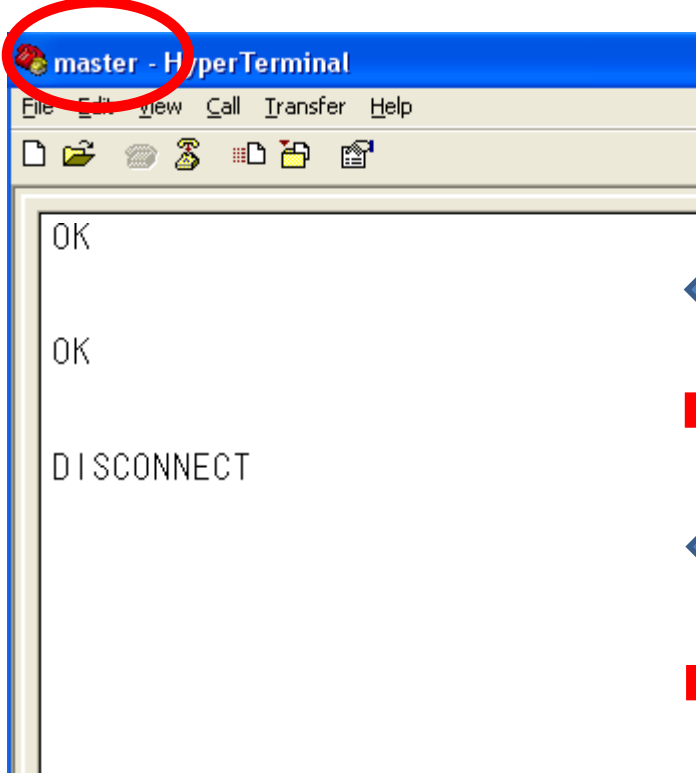 master - HyperTerminal
File Edit View Call Transfer Help
OK
OK
DISCONNECT